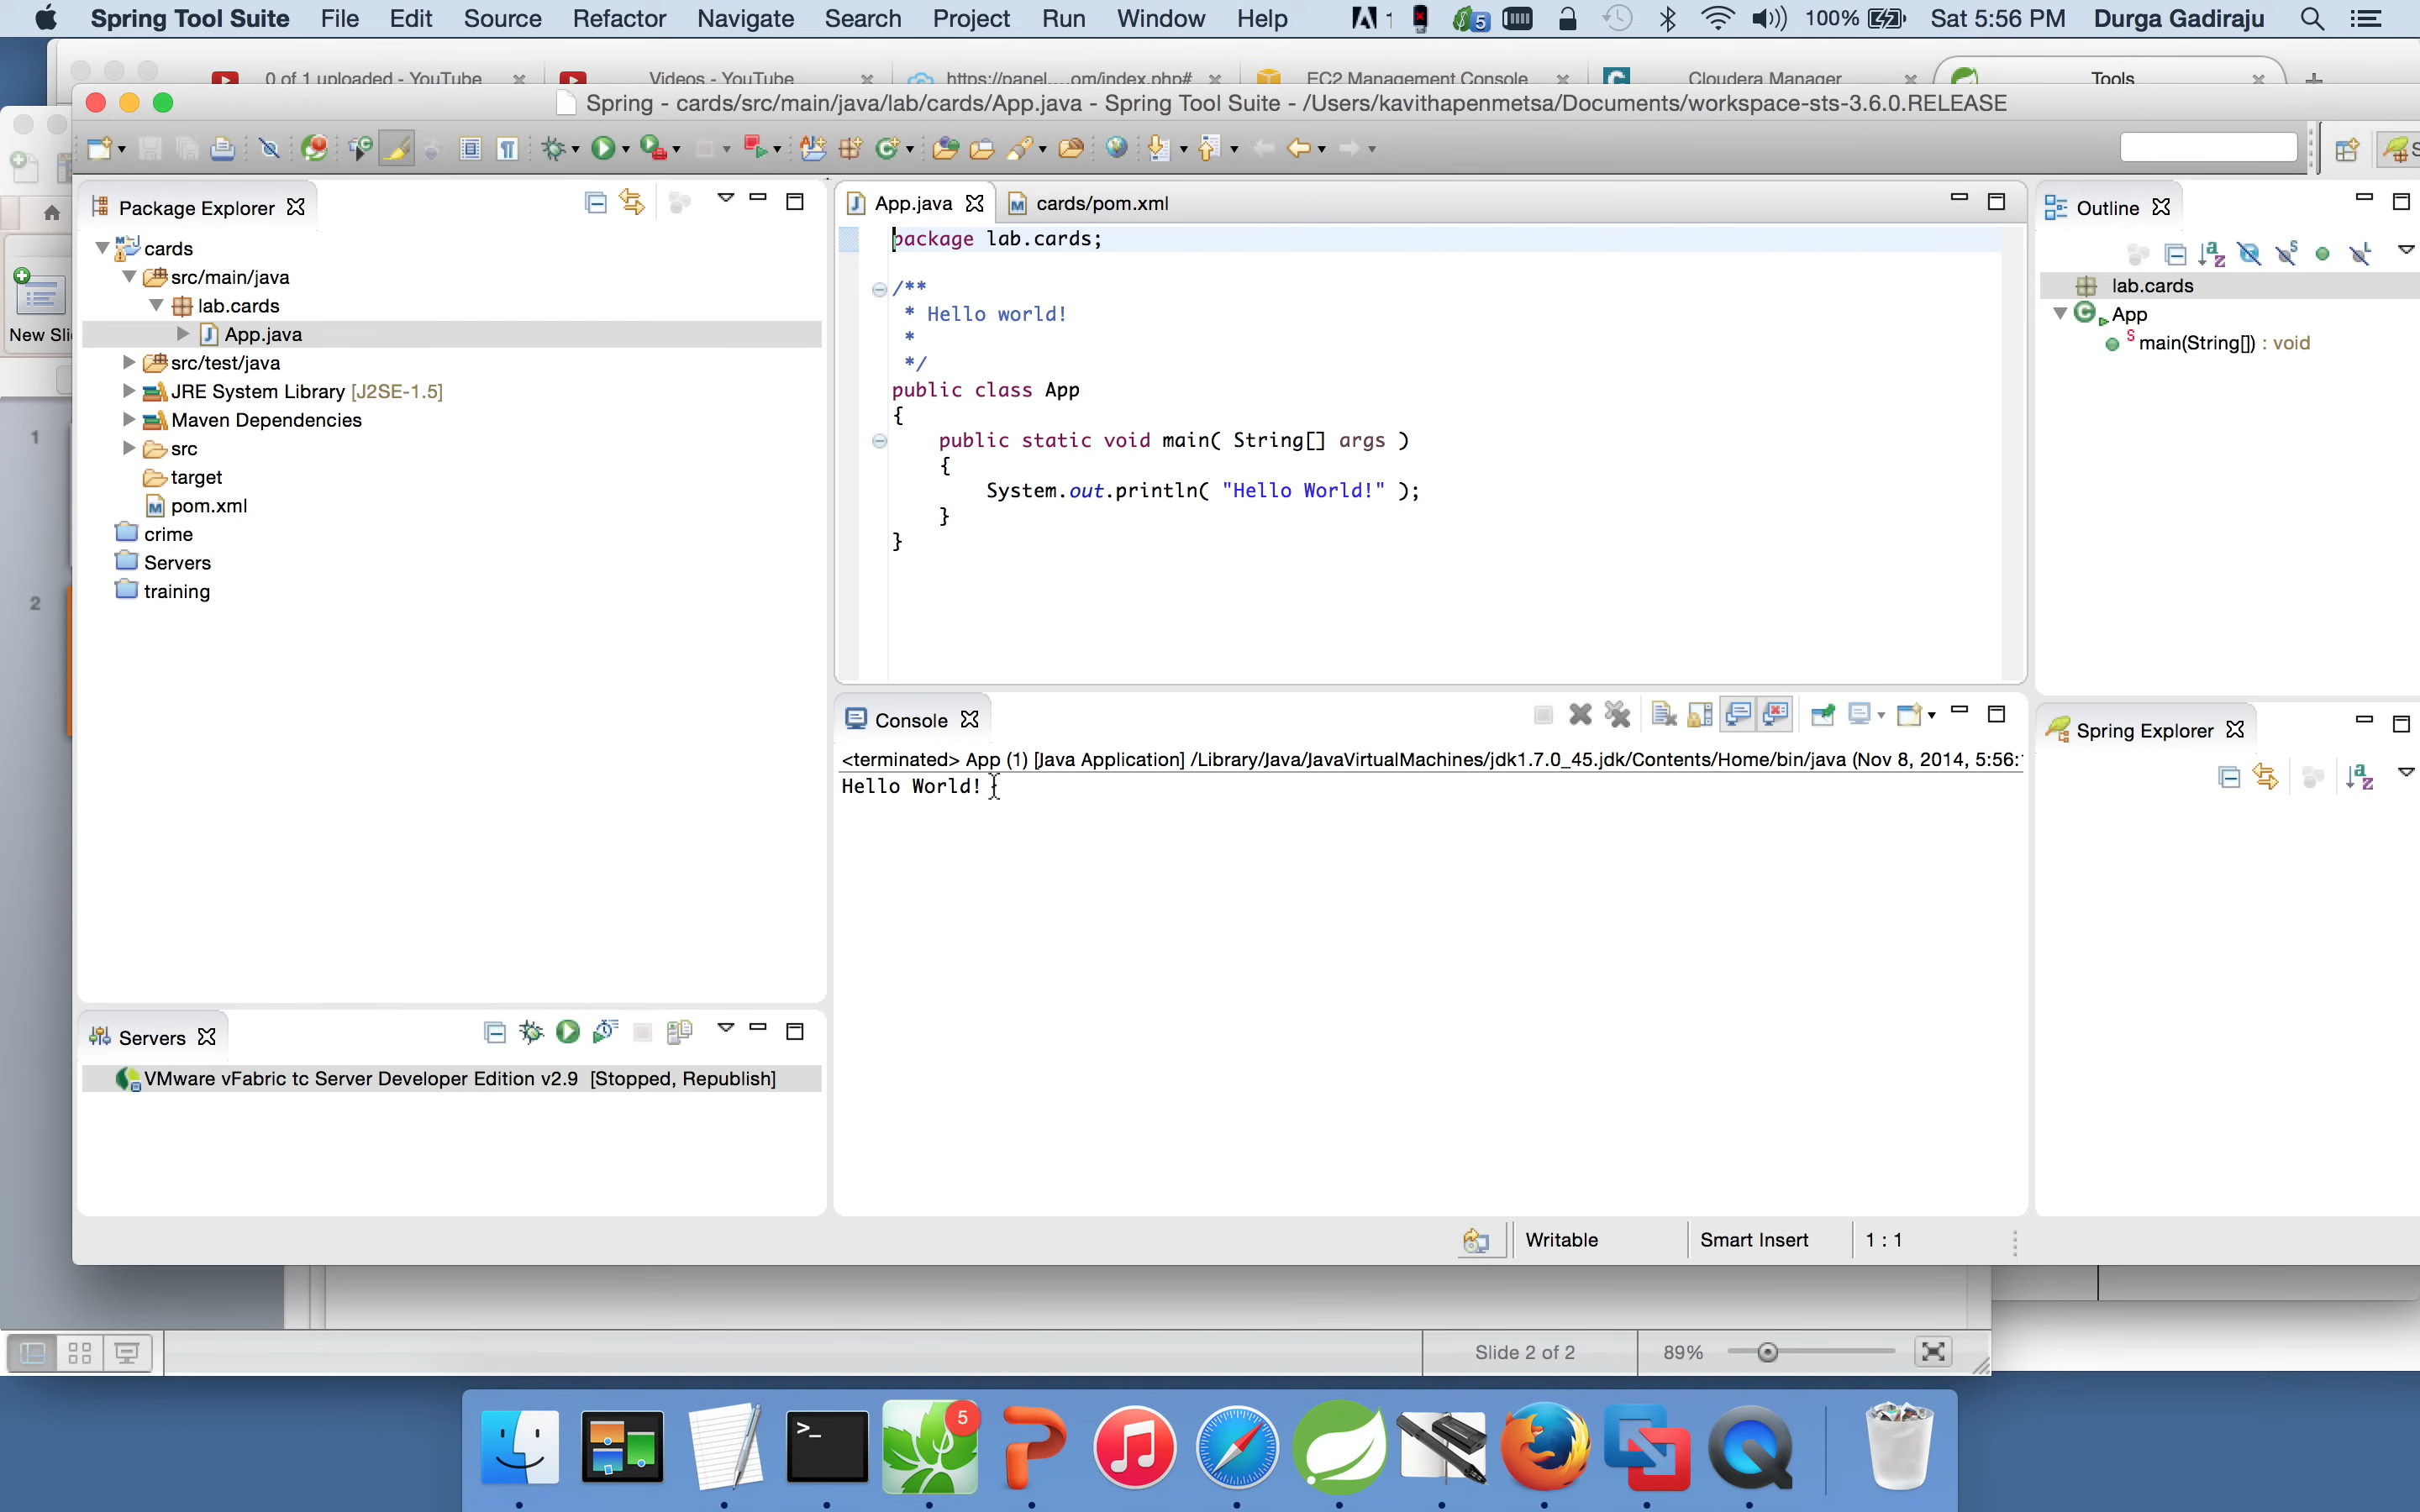 Spring Tool Suite File Edit Source Refactor Navigate Search Project Run Window Help 1 5 100% Sat 5:56 PM Durga Gadiraju
0 of 1 uploaded - YouTube Videos - YouTube https://panel....om/index.php# EC2 Management Console Cloudera Manager Tools
Spring - cards/src/main/java/lab/cards/App.java - Spring Tool Suite - /Users/kavithapenmetsa/Documents/workspace-sts-3.6.0.RELEASE
Package Explorer
cards
src/main/java
lab.cards
App.java
src/test/java
JRE System Library [J2SE-1.5]
Maven Dependencies
src
target
pom.xml
crime
Servers
training
New Sli
1
2
App.java cards/pom.xml
package lab.cards;
/**
* Hello world!
*
*/
public class App
{
public static void main( String[] args )
{
System.out.println( "Hello World!" );
}
}
Outline
lab.cards
App
main(String[]) : void
Console
<terminated> App (1) [Java Application] /Library/Java/JavaVirtualMachines/jdk1.7.0_45.jdk/Contents/Home/bin/java (Nov 8, 2014, 5:56:
Hello World!
Spring Explorer
Servers
VMware vFabric tc Server Developer Edition v2.9 [Stopped, Republish]
Writable Smart Insert 1 : 1
Slide 2 of 2 89%
5